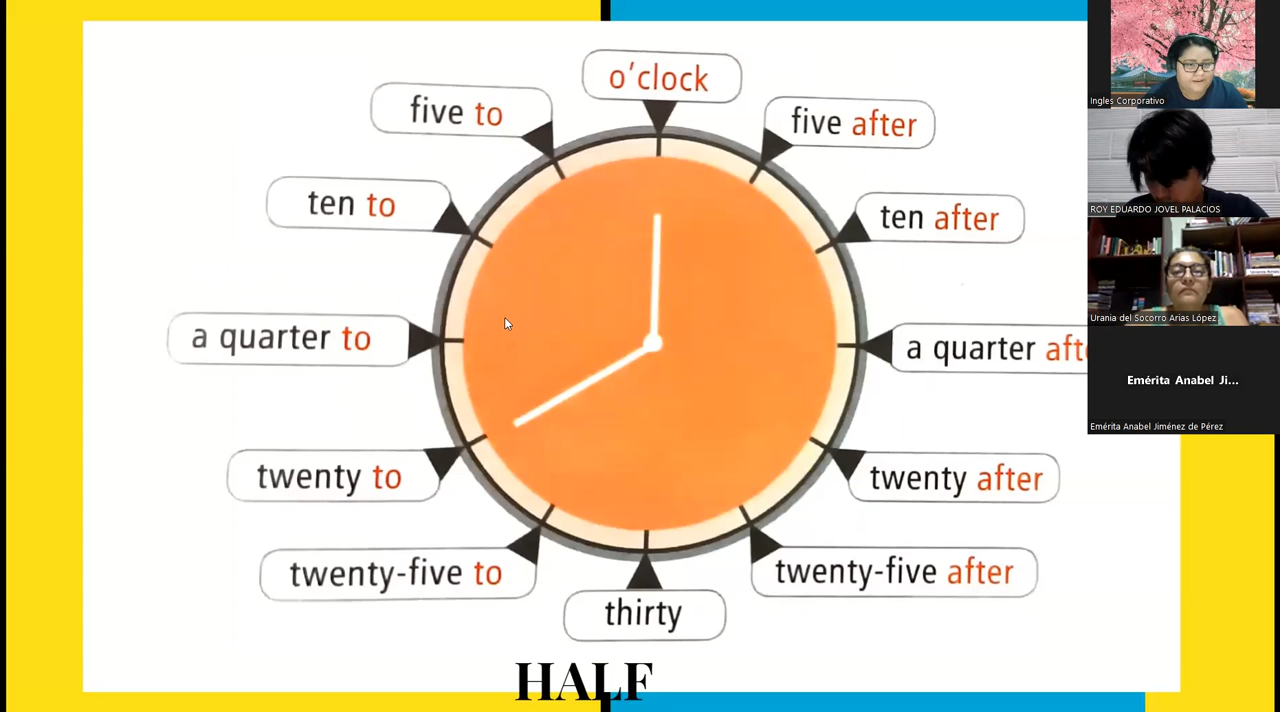 o'clock
five to
five after
ten to
ten after
a quarter to
a quarter
twenty to
twenty after
twenty-five to
twenty-five after
thirty
HALF
Ingles Corporativo
ROY EDUARDO JOVEL PALACIOS
Urania del Socorro Arias López
Emérita Anabel Ji...
Emérita Anabel Jiménez de Pérez